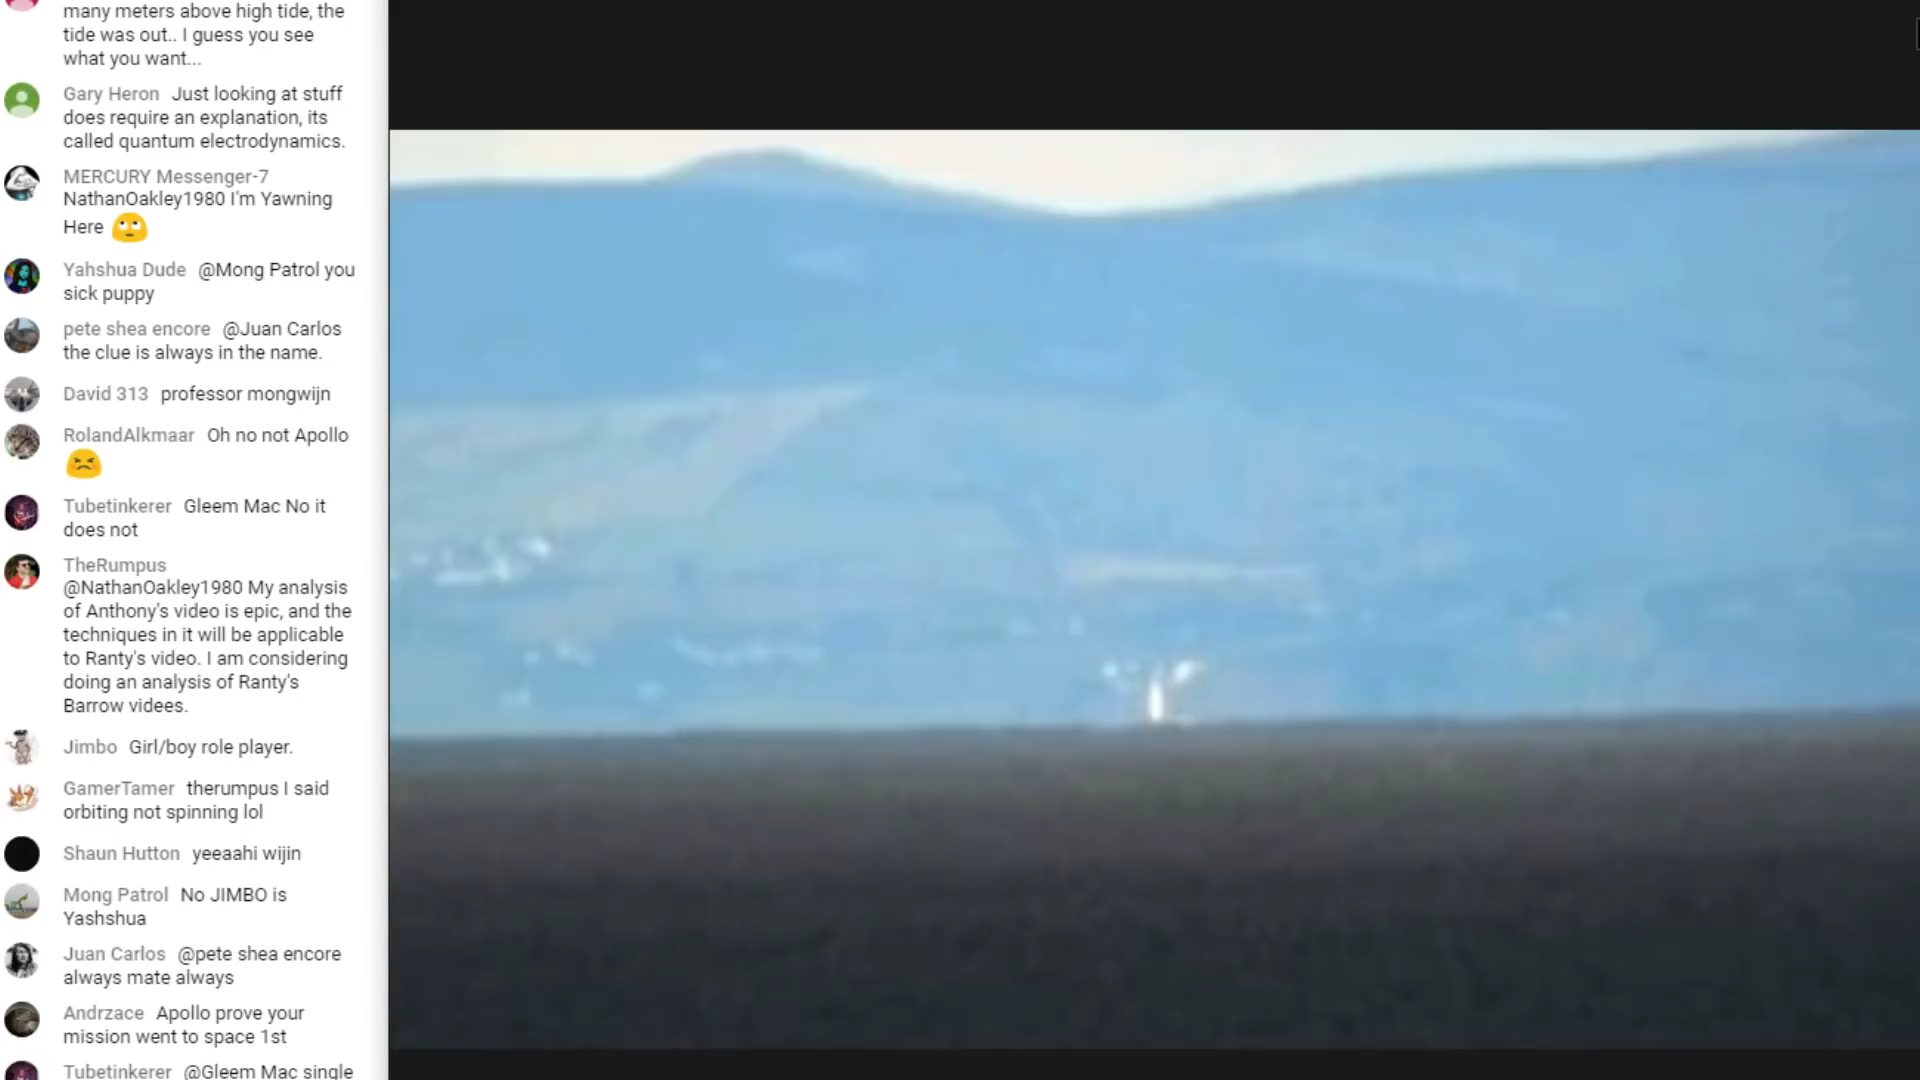 many meters above high tide, the
tide was out.. I guess you see
what you want...
Gary Heron Just looking at stuff
does require an explanation, its
called quantum electrodynamics.
MERCURY Messenger-7
NathanOakley1980 I'm Yawning
Here
Yahshua Dude @Mong Patrol you
sick puppy
pete shea encore @Juan Carlos
the clue is always in the name.
David 313 professor mongwijn
RolandAlkmaar Oh no not Apollo
Tubetinkerer Gleem Mac No it
does not
TheRumpus
@NathanOakley1980 My analysis
of Anthony's video is epic, and the
techniques in it will be applicable
to Ranty's video. I am considering
doing an analysis of Ranty's
Barrow videes.
Jimbo Girl/boy role player.
GamerTamer therumpus I said
orbiting not spinning lol
Shaun Hutton yeeaahi wijin
Mong Patrol No JIMBO is
Yashshua
Juan Carlos @pete shea encore
always mate always
Andrzace Apollo prove your
mission went to space 1st
Tubetinkerer @Gleem Mac single